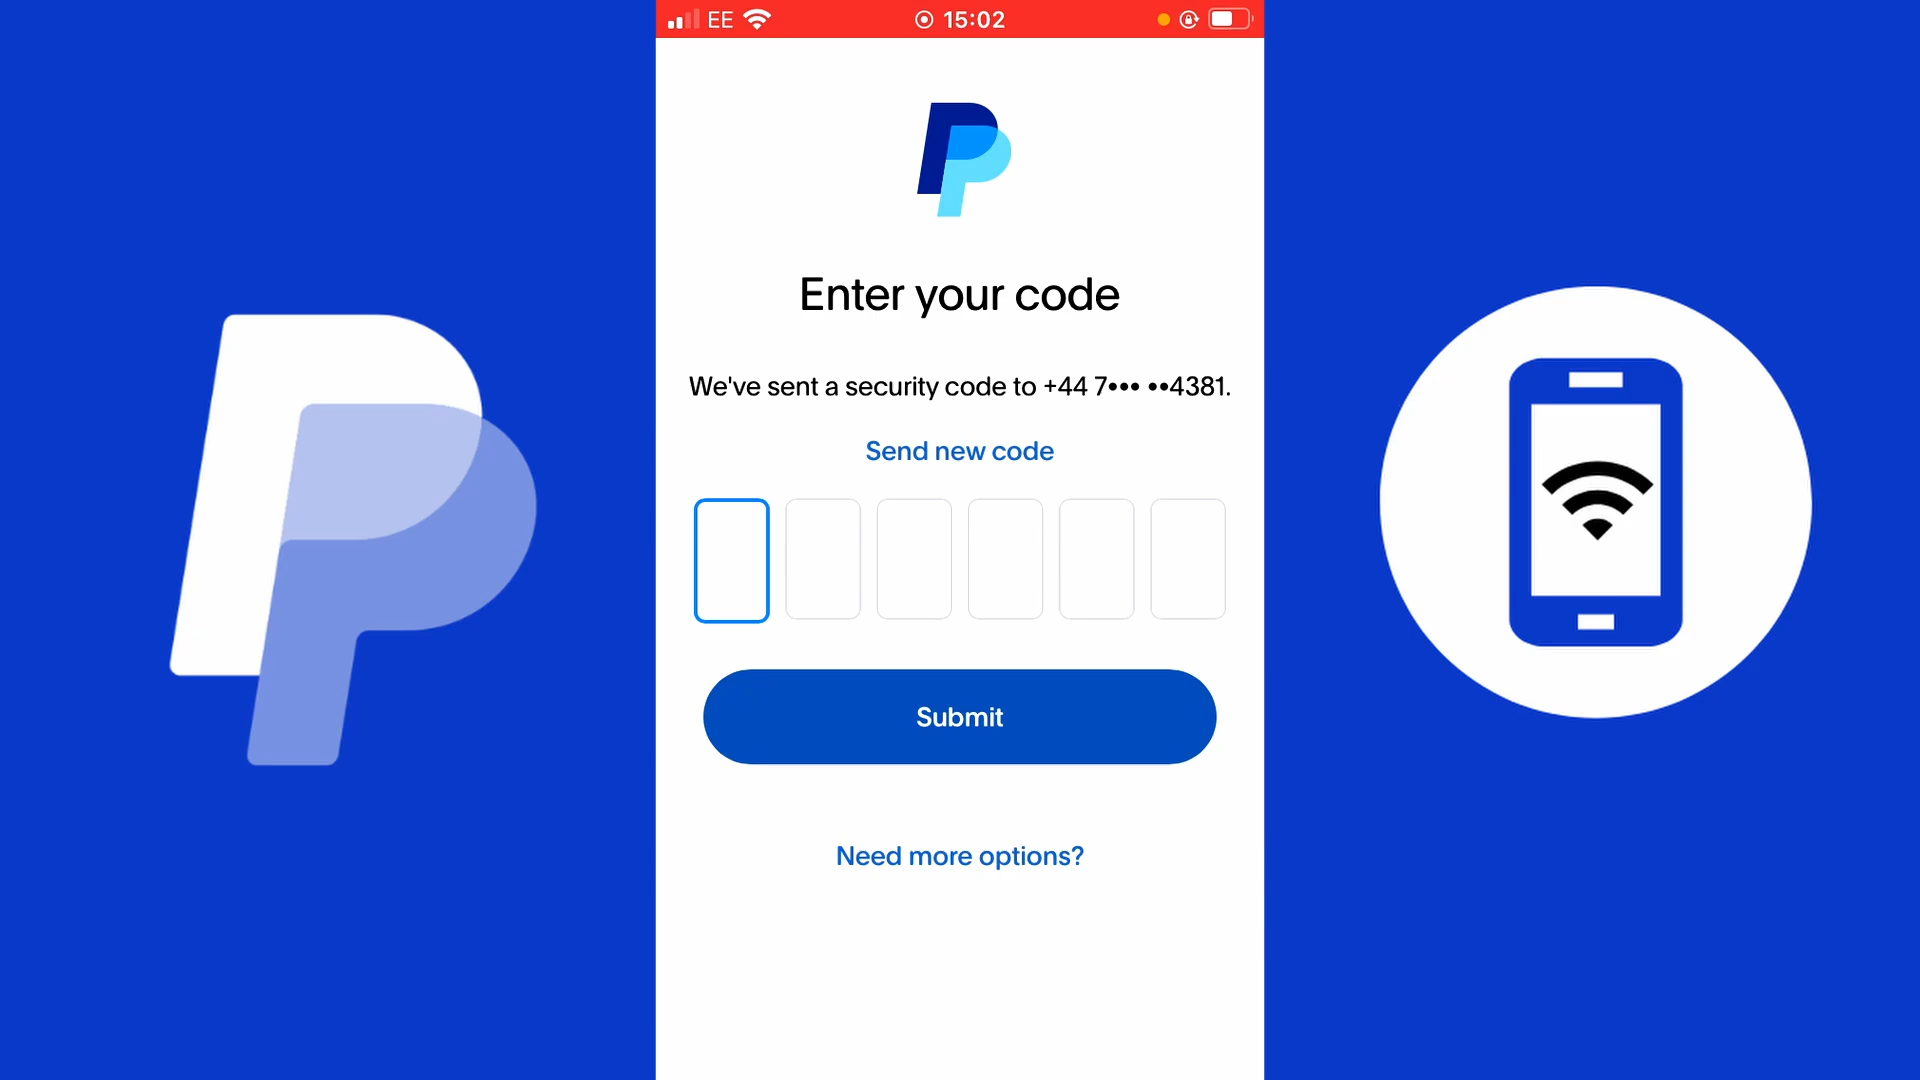 EE 15:02
Enter your code
We've sent a security code to +44 7••• ••4381.
Send new code
Submit
Need more options?